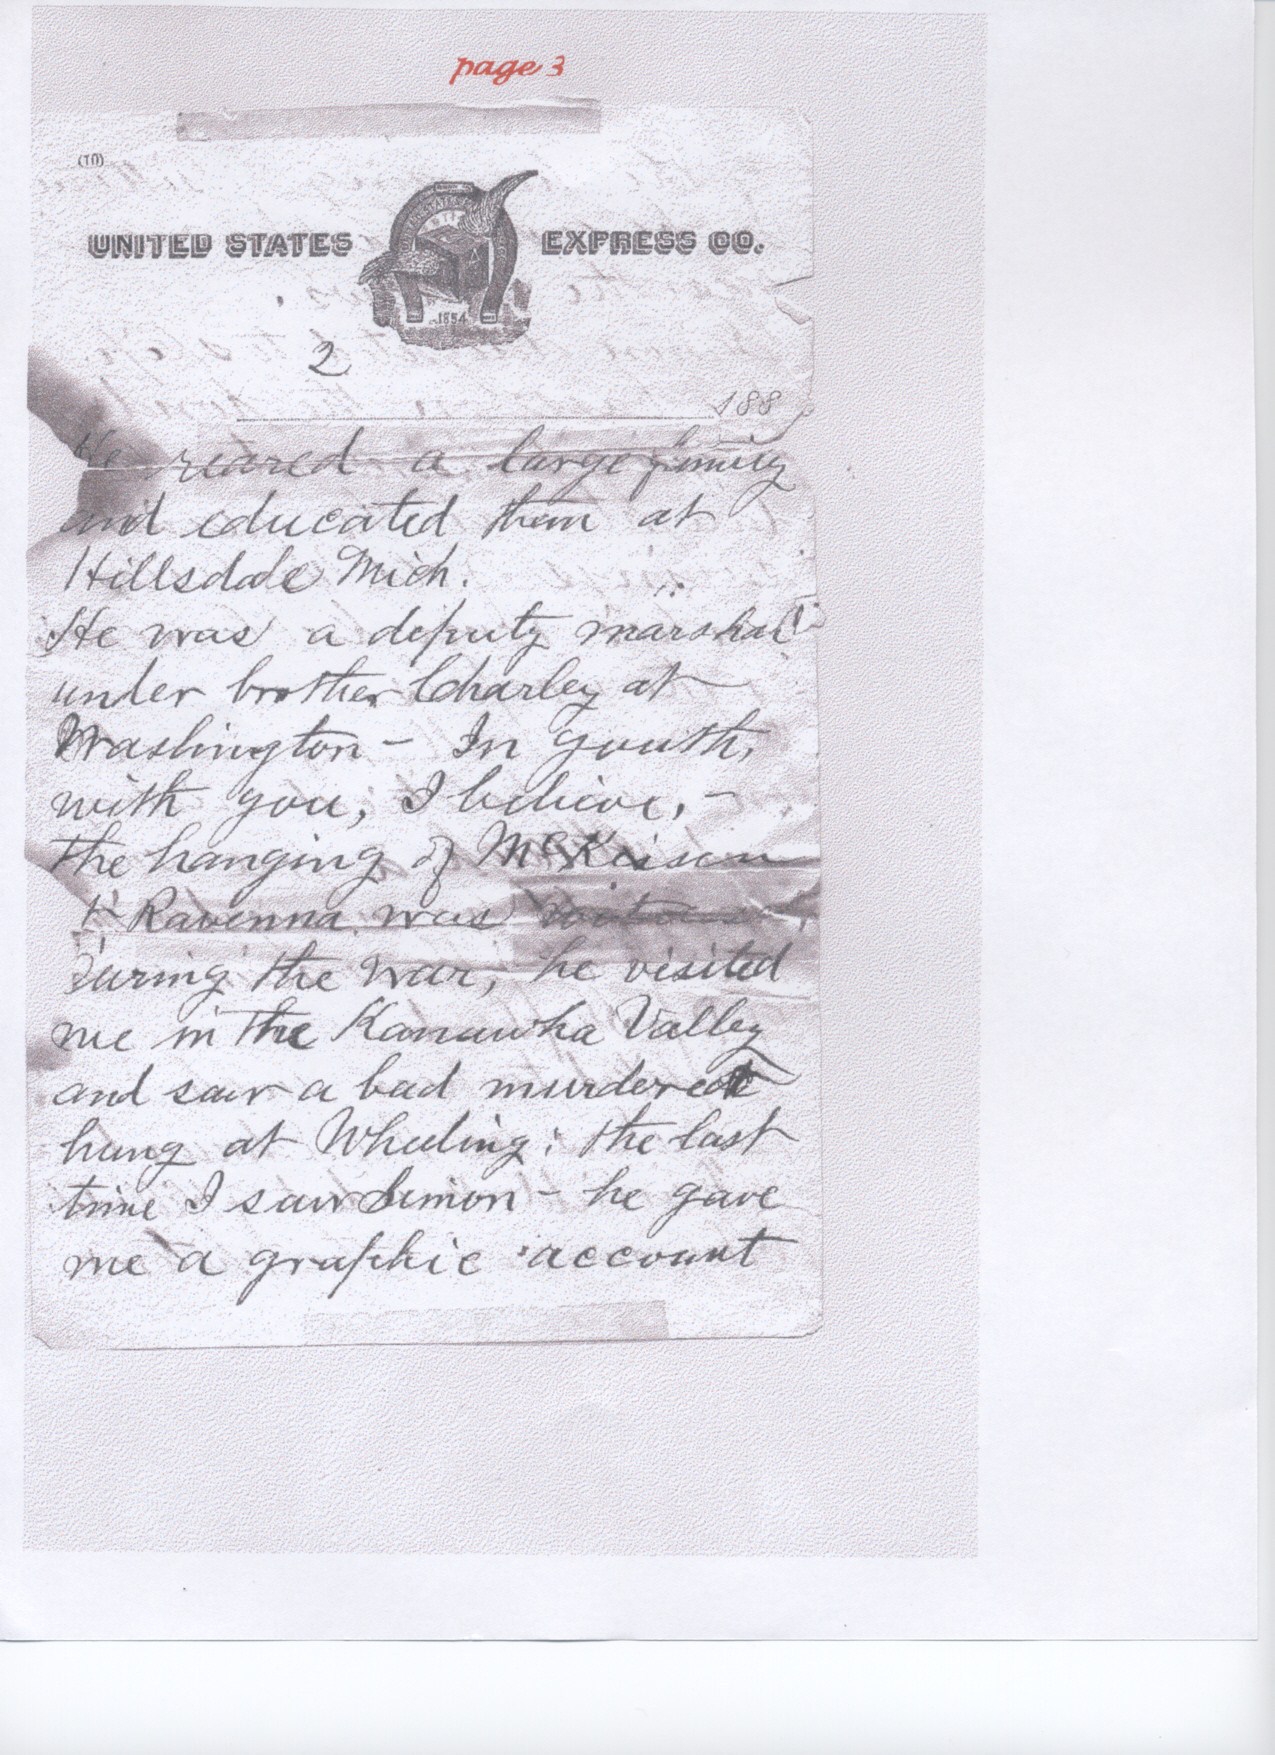 page 3
(10)
UNITED STATES EXPRESS CO.
1854
2
188
He reared a large family
and educated them at
Hillsdale Mich.
He was a deputy marshal
under brother Charley at
Washington – In youth,
with you, I believe, –
the hanging of McKisson
at Ravenna was witnessed.
During the war, he visited
me in the Kanawha Valley
and saw a bad murderer
hung at Wheeling; the last
time I saw Simon – he gave
me a graphic account